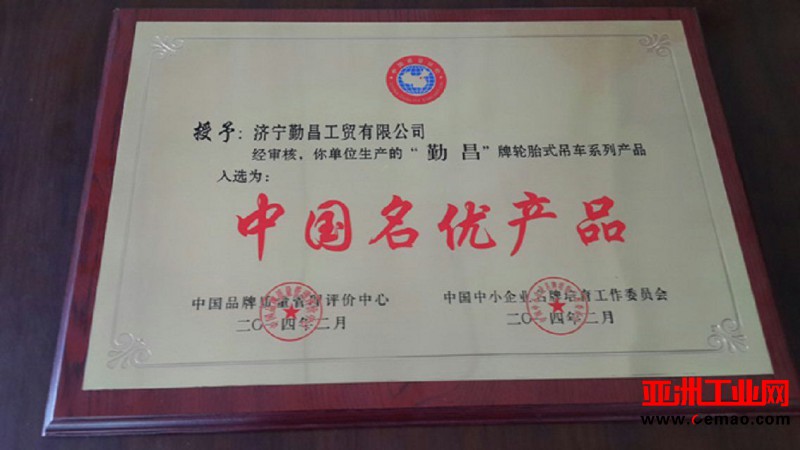 授予：济宁勤昌工贸有限公司
经审核，你单位生产的“勤昌”牌轮胎式吊车系列产品
入选为：
中国名优产品
中国品牌质量管理评价中心
二〇一四年二月
中国中小企业品牌培育工作委员会
二〇一四年二月
亚洲工业网
www.cemao.com